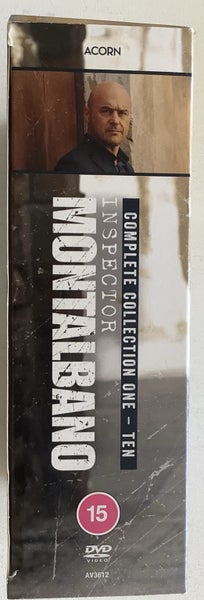 ACORN
COMPLETE COLLECTION ONE – TEN
INSPECTOR
MONTALBANO
15
DVD
VIDEO
AV3612